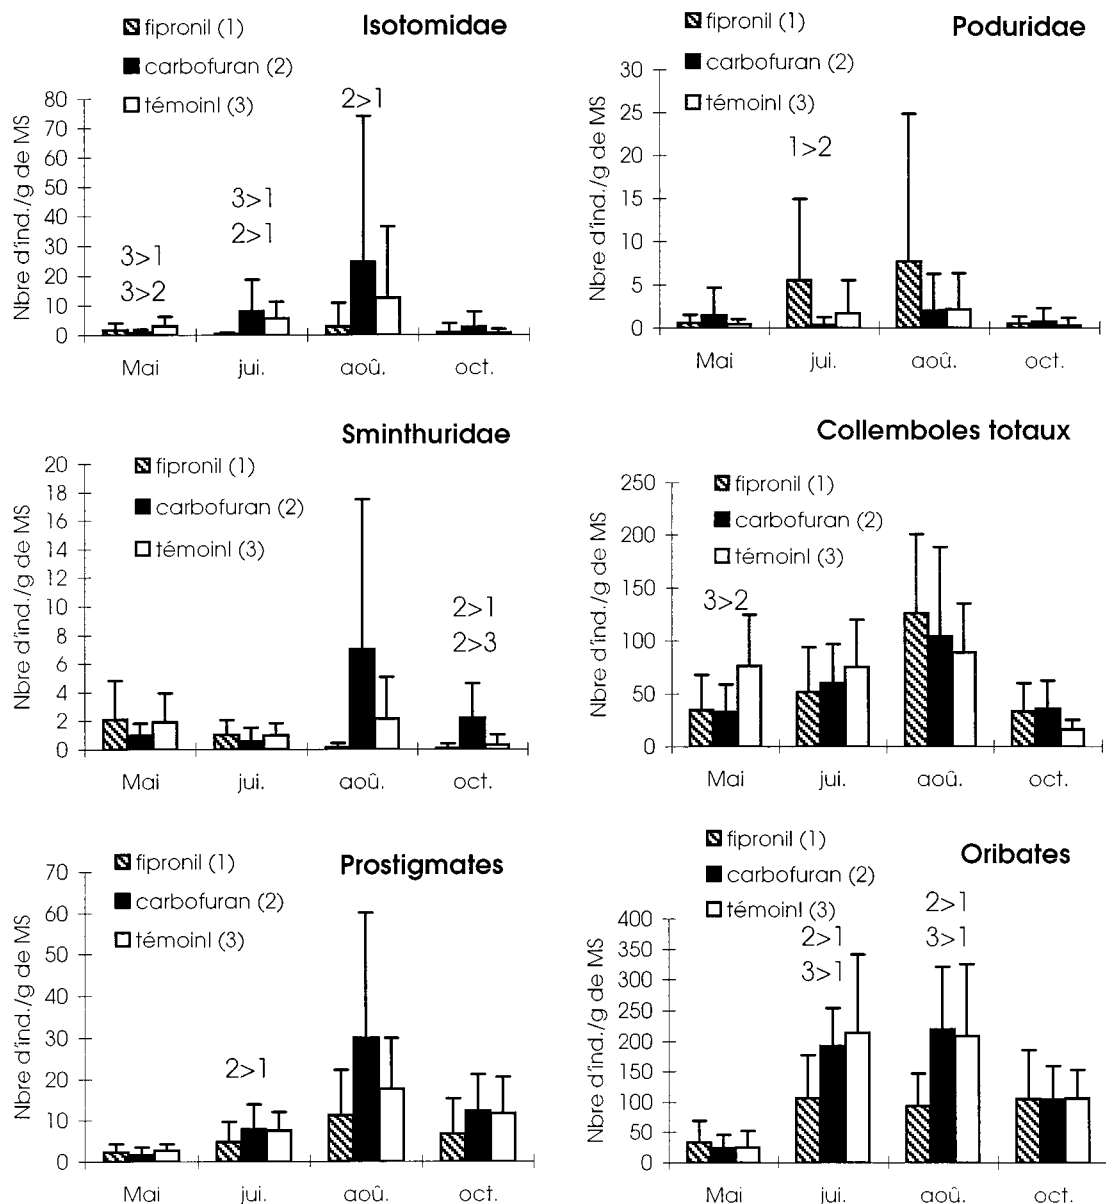 Isotomidae
fipronil (1)
carbofuran (2)
témoinl (3)
Nbre d'ind./g de MS
80
70
60
50
40
30
20
10
0
3>1
3>2
3>1
2>1
2>1
Mai jui. aoû. oct.
Poduridae
fipronil (1)
carbofuran (2)
témoinl (3)
Nbre d'ind./g de MS
30
25
20
15
10
5
0
1>2
Mai jui. aoû. oct.
Sminthuridae
fipronil (1)
carbofuran (2)
témoinl (3)
Nbre d'ind./g de MS
20
18
16
14
12
10
8
6
4
2
0
2>1
2>3
Mai jui. aoû. oct.
Collemboles totaux
fipronil (1)
carbofuran (2)
témoinl (3)
Nbre d'ind./g de MS
250
200
150
100
50
0
3>2
Mai jui. aoû. oct.
Prostigmates
fipronil (1)
carbofuran (2)
témoinl (3)
Nbre d'ind./g de MS
70
60
50
40
30
20
10
0
2>1
Mai jui. aoû. oct.
Oribates
fipronil (1)
carbofuran (2)
témoinl (3)
Nbre d'ind./g de MS
400
350
300
250
200
150
100
50
0
2>1
3>1
2>1
3>1
Mai jui. aoû. oct.